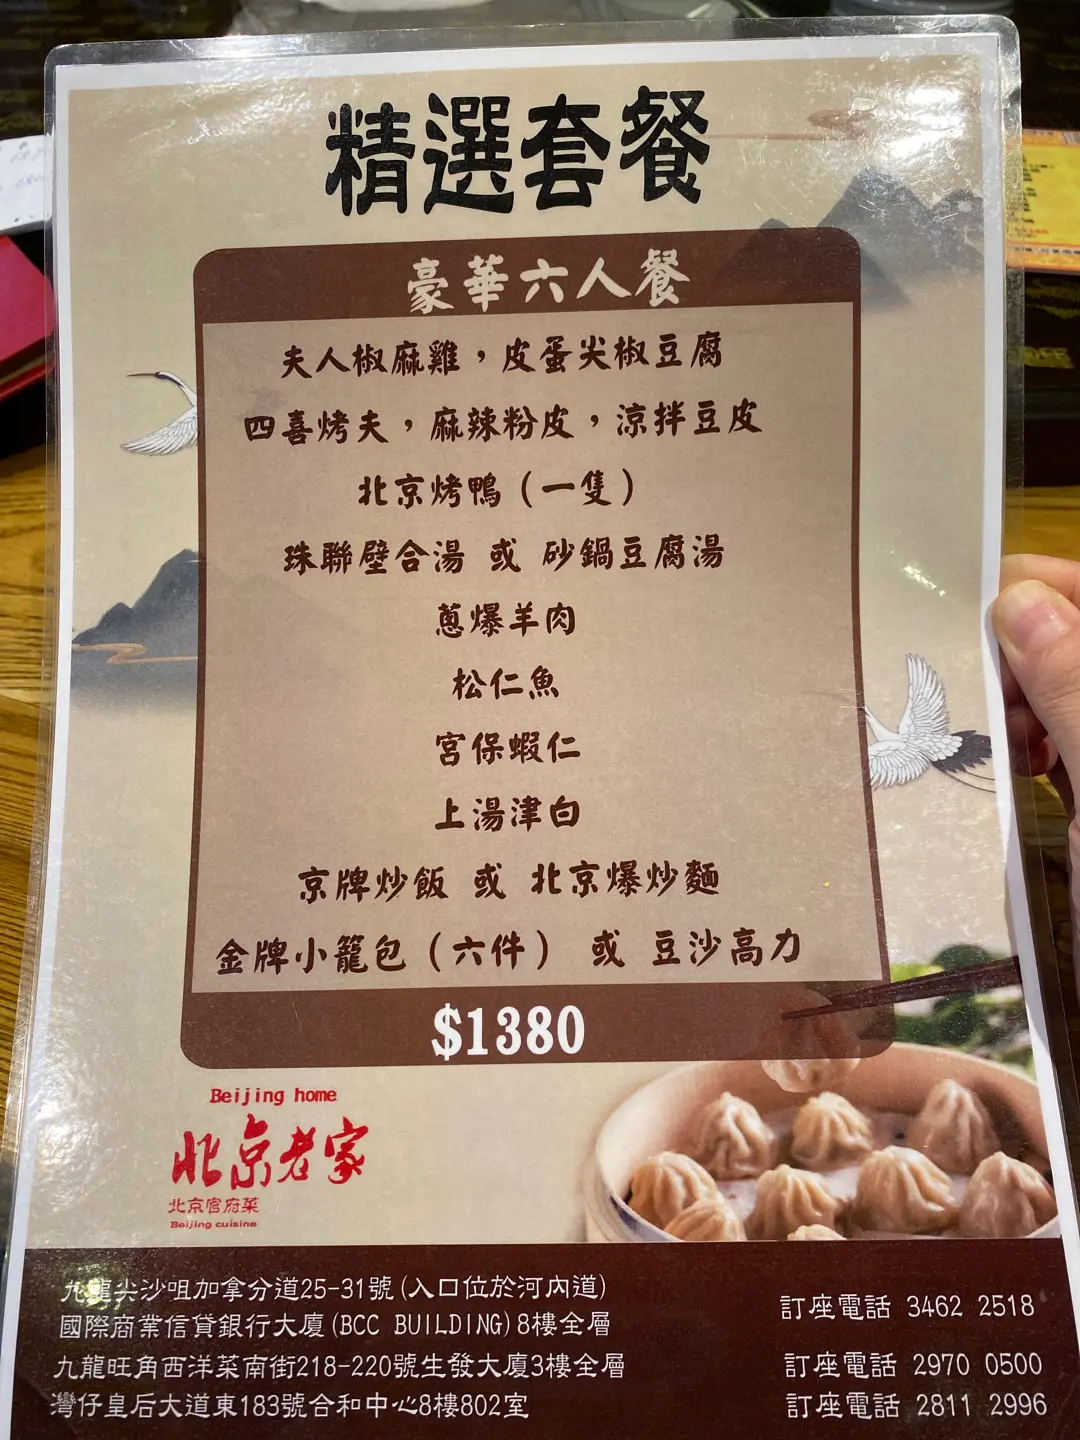 精選套餐
豪華六人餐
夫人椒麻雞，皮蛋尖椒豆腐
四喜烤夫，麻辣粉皮，涼拌豆皮
北京烤鴨（一隻）
珠聯壁合湯 或 砂鍋豆腐湯
蔥爆羊肉
松仁魚
宮保蝦仁
上湯津白
京牌炒飯 或 北京爆炒麵
金牌小籠包（六件） 或 豆沙高力
$1380
Beijing home
北京老家
北京官府菜
Beijing cuisine
九龍尖沙咀加拿分道25-31號(入口位於河內道)
國際商業信貸銀行大廈(BCC BUILDING)8樓全層
訂座電話 3462 2518
九龍旺角西洋菜南街218-220號生發大廈3樓全層
訂座電話 2970 0500
灣仔皇后大道東183號合和中心8樓802室
訂座電話 2811 2996